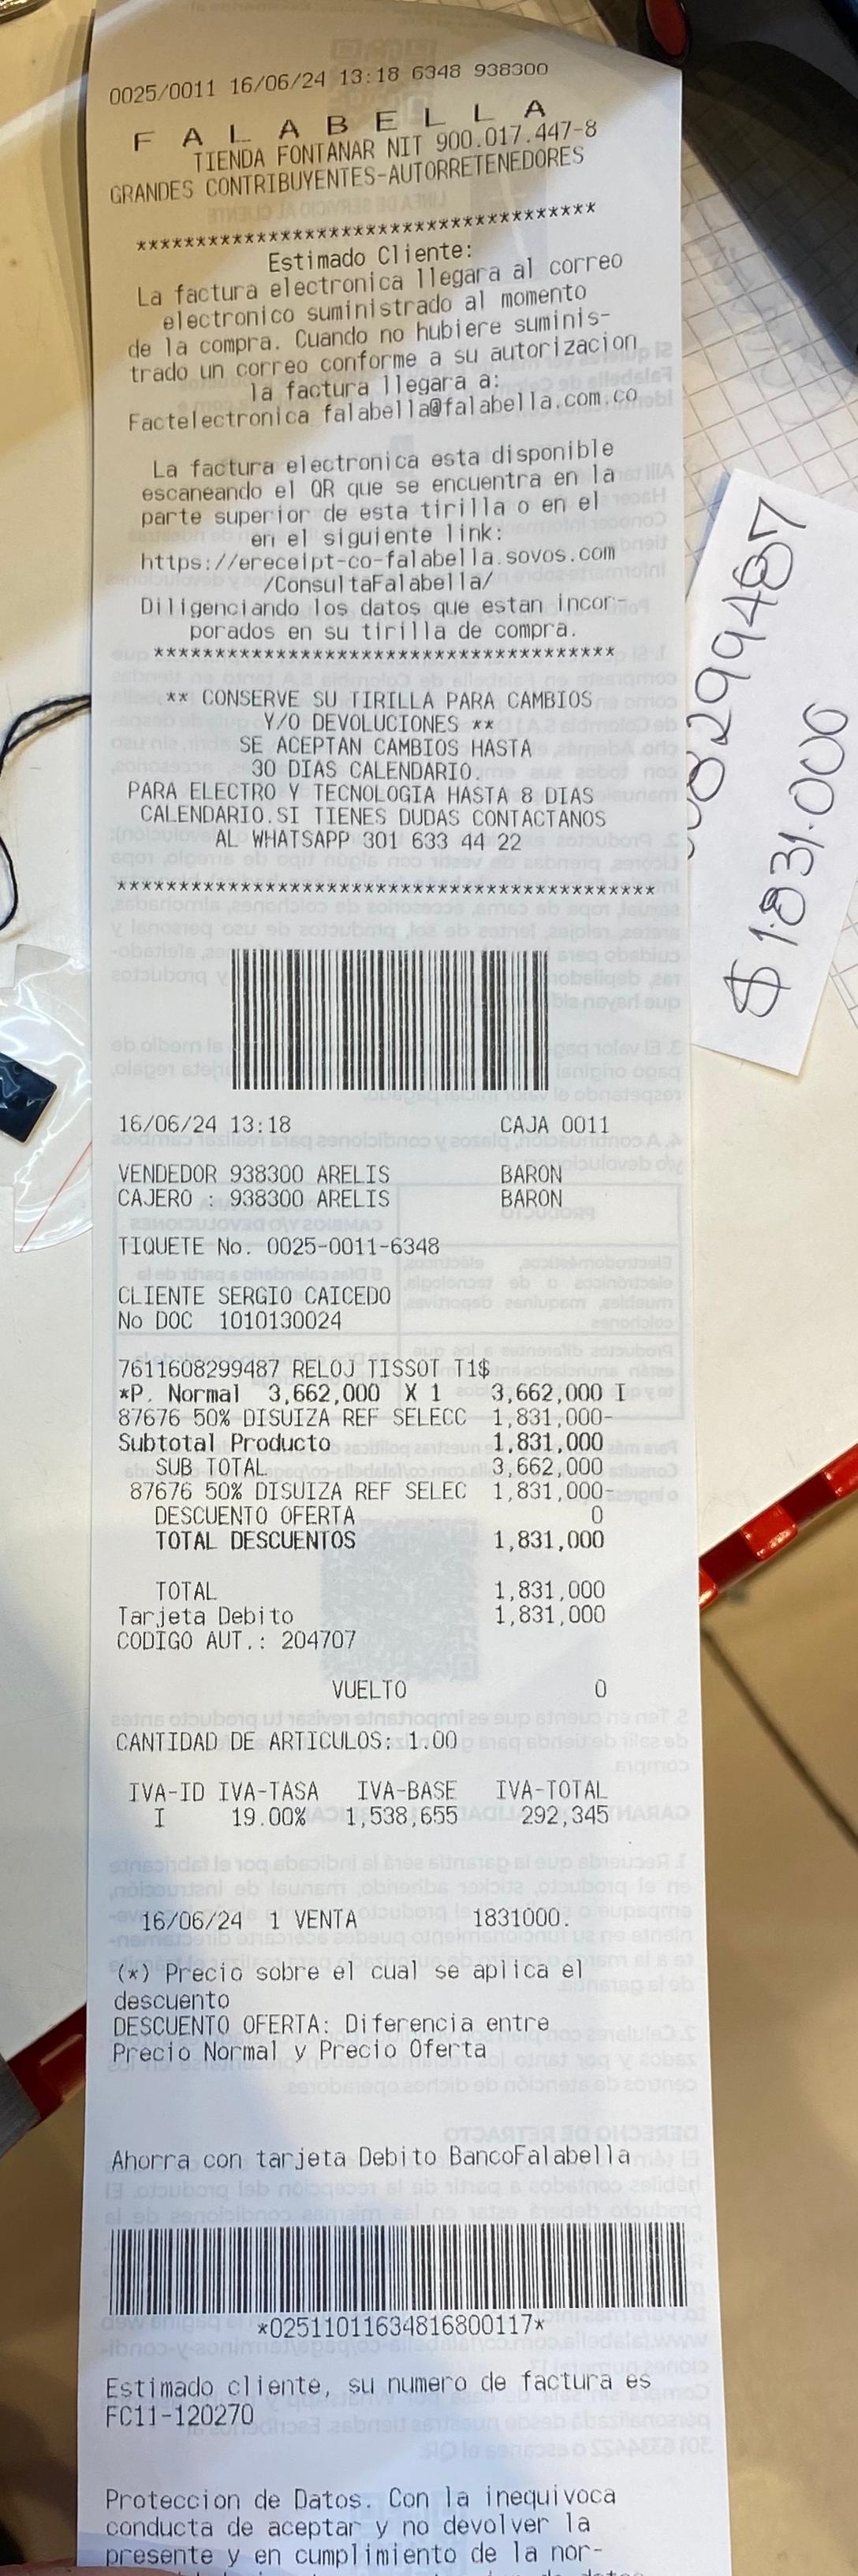 0025/0011 16/06/24 13:18 6348 938300
F A L A B E L L A
TIENDA FONTANAR NIT 900.017.447-8
GRANDES CONTRIBUYENTES-AUTORRETENEDORES
**************************************
Estimado Cliente:
La factura electronica llegara al correo
electronico suministrado al momento
de la compra. Cuando no hubiere suminis-
trado un correo conforme a su autorizacion
la factura llegara a:
Factelectronica falabella@falabella.com.co
La factura electronica esta disponible
escaneando el QR que se encuentra en la
parte superior de esta tirilla o en el
en el siguiente link:
https://ereceipt-co-falabella.sovos.com
/ConsultaFalabella/
Diligenciando los datos que estan incor-
porados en su tirilla de compra.
**************************************
** CONSERVE SU TIRILLA PARA CAMBIOS
Y/O DEVOLUCIONES **
SE ACEPTAN CAMBIOS HASTA
30 DIAS CALENDARIO.
PARA ELECTRO Y TECNOLOGIA HASTA 8 DIAS
CALENDARIO.SI TIENES DUDAS CONTACTANOS
AL WHATSAPP 301 633 44 22
********************************************
16/06/24 13:18 CAJA 0011
VENDEDOR 938300 ARELIS BARON
CAJERO : 938300 ARELIS BARON
TIQUETE No. 0025-0011-6348
CLIENTE SERGIO CAICEDO
No DOC 1010130024
7611608299487 RELOJ TISSOT T1$
*P. Normal 3,662,000 X 1 3,662,000 I
87676 50% DISUIZA REF SELECC 1,831,000-
Subtotal Producto 1,831,000
SUB TOTAL 3,662,000
87676 50% DISUIZA REF SELEC 1,831,000-
DESCUENTO OFERTA 0
TOTAL DESCUENTOS 1,831,000
TOTAL 1,831,000
Tarjeta Debito 1,831,000
CODIGO AUT.: 204707
VUELTO 0
CANTIDAD DE ARTICULOS: 1.00
IVA-ID IVA-TASA IVA-BASE IVA-TOTAL
I 19.00% 1,538,655 292,345
16/06/24 1 VENTA 1831000.
(*) Precio sobre el cual se aplica el
descuento
DESCUENTO OFERTA: Diferencia entre
Precio Normal y Precio Oferta
Ahorra con tarjeta Debito BancoFalabella
*02511011634816800117*
Estimado cliente, su numero de factura es
FC11-120270
Proteccion de Datos. Con la inequivoca
conducta de aceptar y no devolver la
presente y en cumplimiento de la nor-
8299487
$ 1.831.000